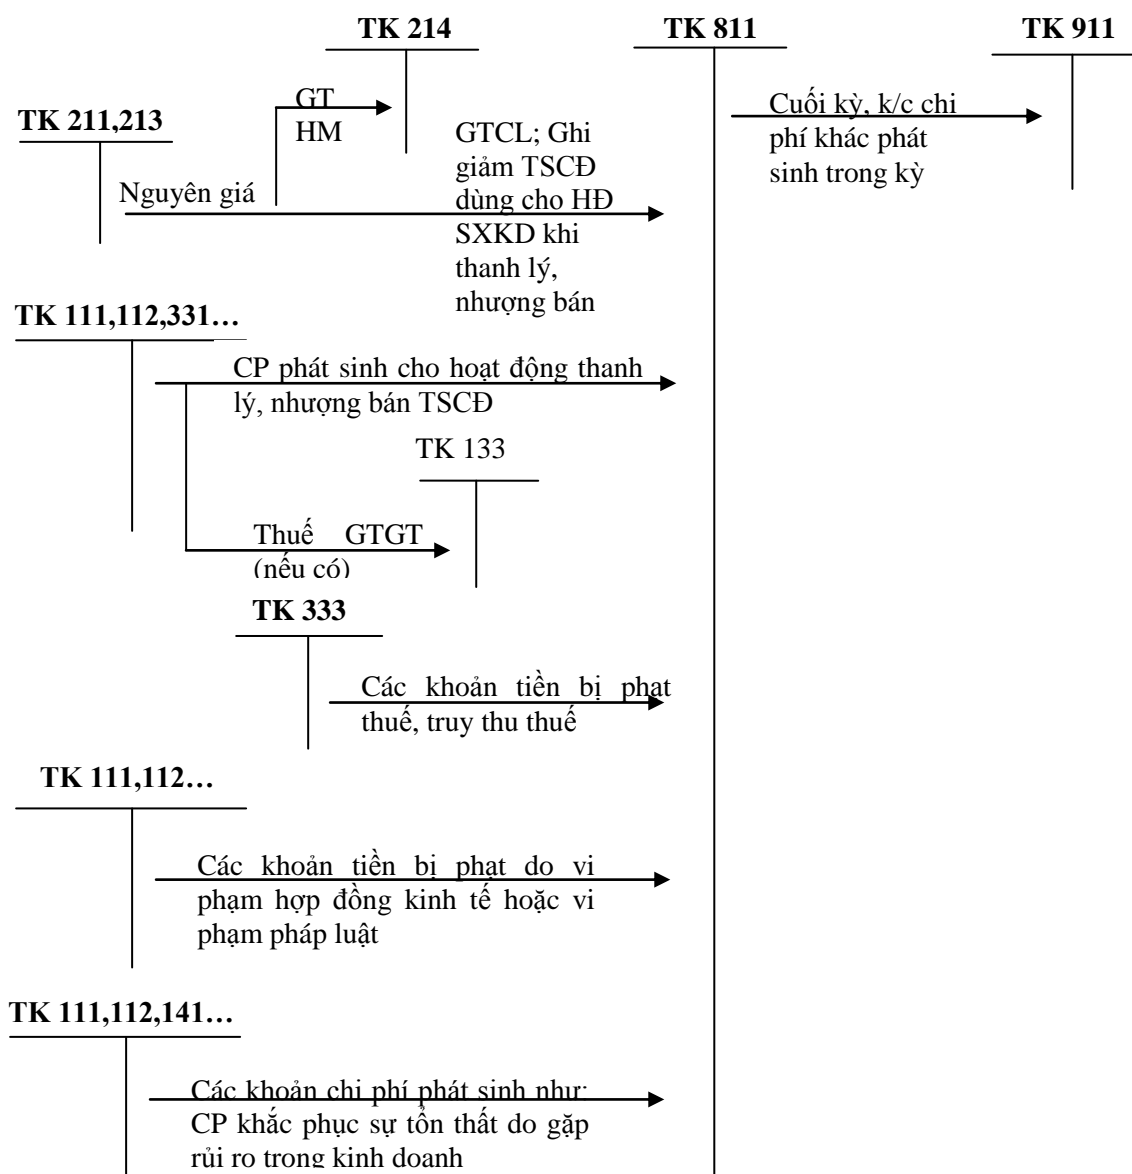 TK 214
TK 811
TK 911
GT
HM
TK 211,213
Nguyên giá
GTCL; Ghi
giảm TSCĐ
dùng cho HĐ
SXKD khi
thanh lý,
nhượng bán
Cuối kỳ, k/c chi
phí khác phát
sinh trong kỳ
TK 111,112,331…
CP phát sinh cho hoạt động thanh
lý, nhượng bán TSCĐ
TK 133
Thuế GTGT
(nếu có)
TK 333
Các khoản tiền bị phạt
thuế, truy thu thuế
TK 111,112…
Các khoản tiền bị phạt do vi
phạm hợp đồng kinh tế hoặc vi
phạm pháp luật
TK 111,112,141…
Các khoản chi phí phát sinh như:
CP khắc phục sự tổn thất do gặp
rủi ro trong kinh doanh